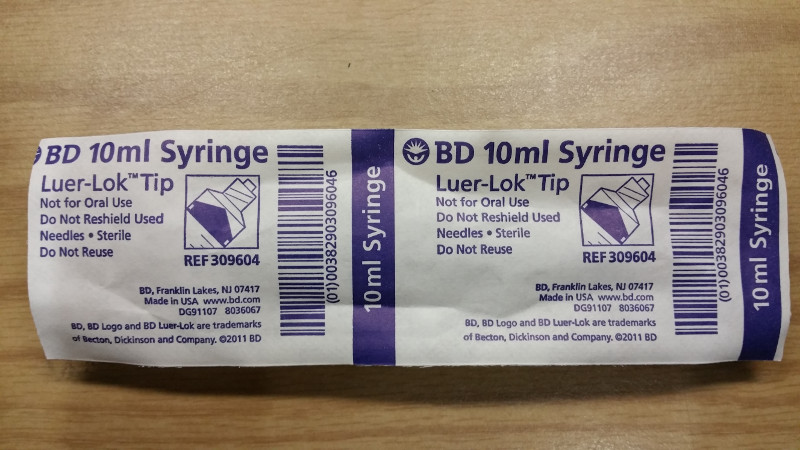 BD 10ml Syringe
Luer-Lok™ Tip
Not for Oral Use
Do Not Reshield Used
Needles • Sterile
Do Not Reuse
REF 309604
BD, Franklin Lakes, NJ 07417
Made in USA www.bd.com
DG91107 8036067
BD, BD Logo and BD Luer-Lok are trademarks
of Becton, Dickinson and Company. ©2011 BD
(01)00382903096046
10ml Syringe
BD 10ml Syringe
Luer-Lok™ Tip
Not for Oral Use
Do Not Reshield Used
Needles • Sterile
Do Not Reuse
REF 309604
BD, Franklin Lakes, NJ 07417
Made in USA www.bd.com
DG91107 8036067
BD, BD Logo and BD Luer-Lok are trademarks
of Becton, Dickinson and Company. ©2011 BD
(01)00382903096046
10ml Syringe